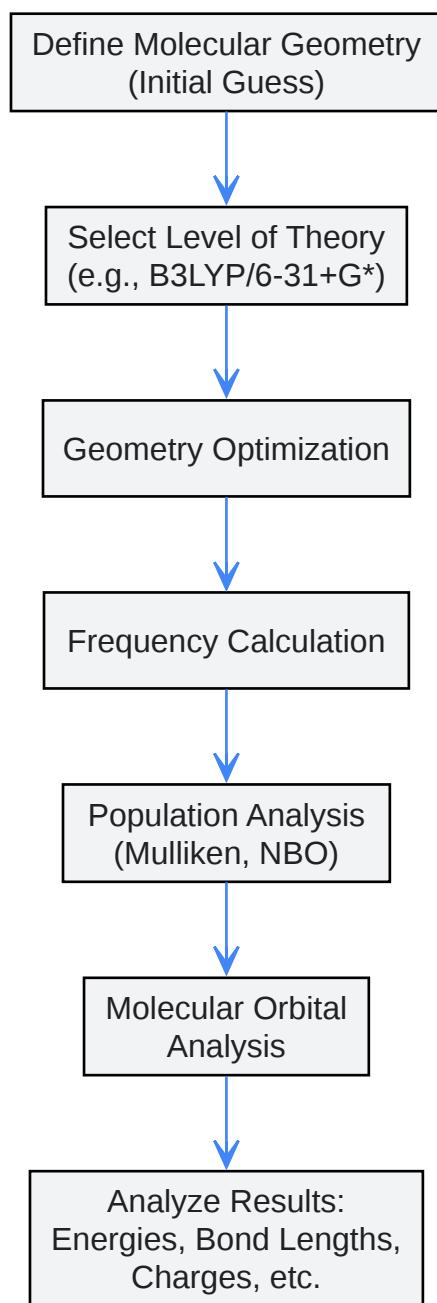 Define Molecular Geometry
(Initial Guess)
Select Level of Theory
(e.g., B3LYP/6-31+G*)
Geometry Optimization
Frequency Calculation
Population Analysis
(Mulliken, NBO)
Molecular Orbital
Analysis
Analyze Results:
Energies, Bond Lengths,
Charges, etc.